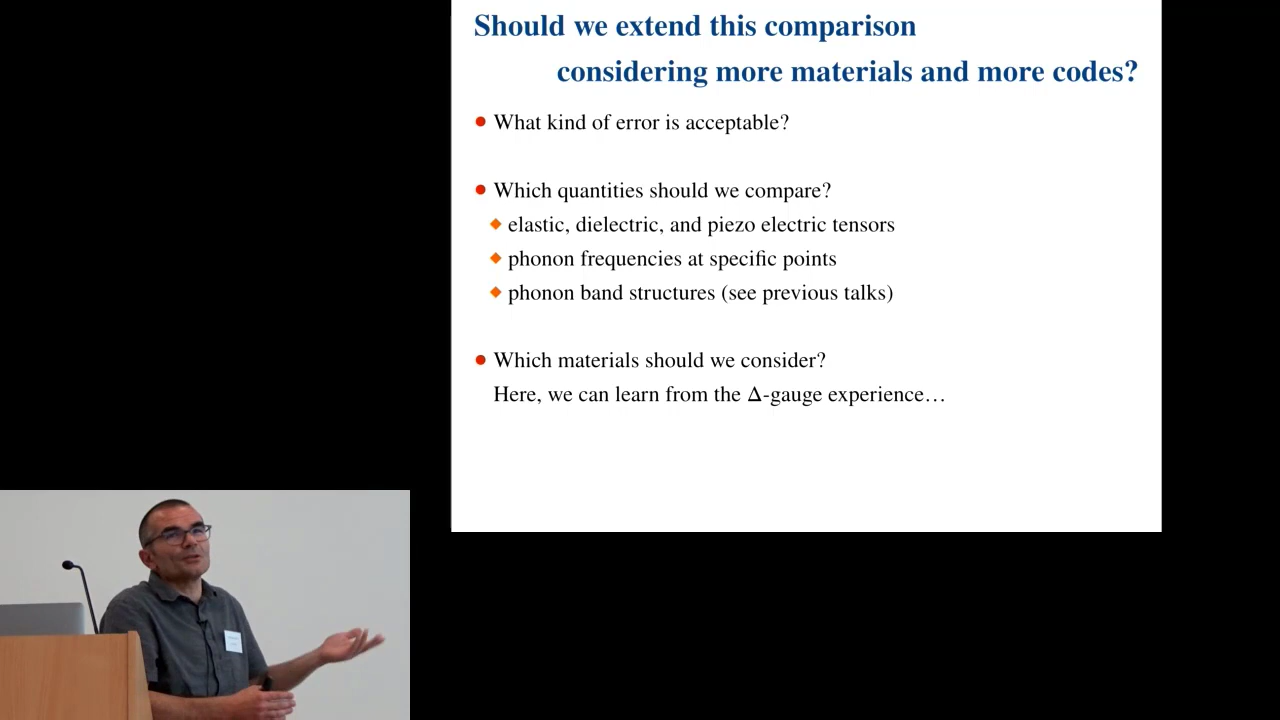 Should we extend this comparison
considering more materials and more codes?
• What kind of error is acceptable?
• Which quantities should we compare?
◆ elastic, dielectric, and piezo electric tensors
◆ phonon frequencies at specific points
◆ phonon band structures (see previous talks)
• Which materials should we consider?
Here, we can learn from the Δ-gauge experience…